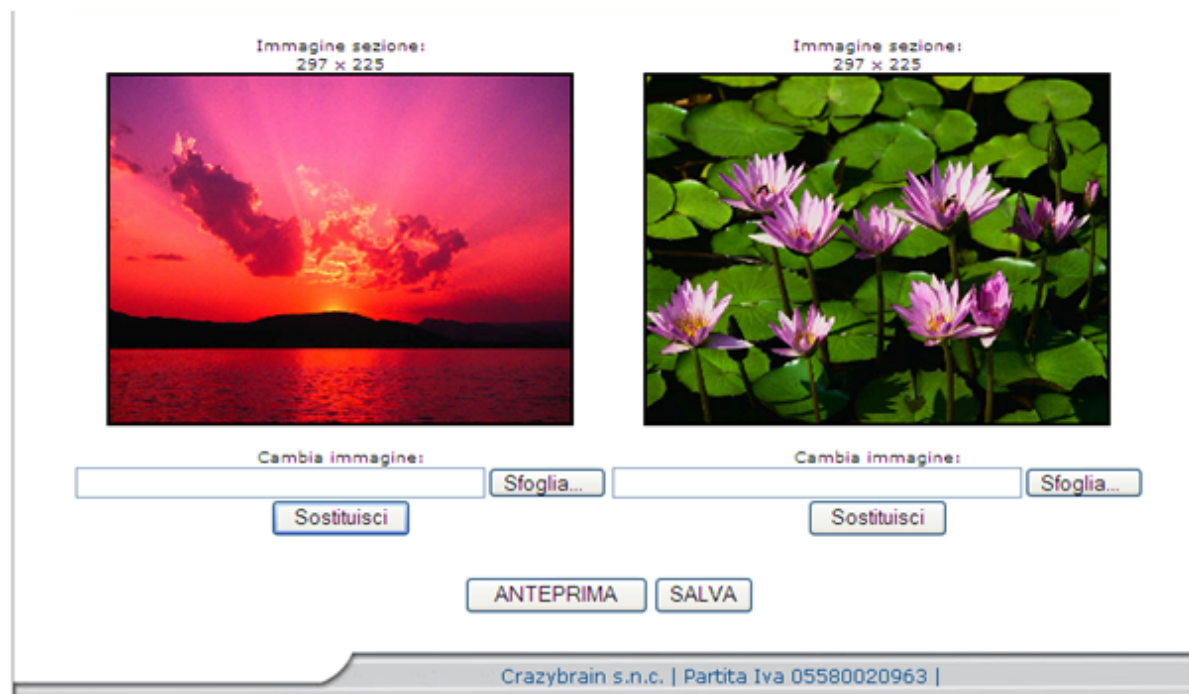 Immagine sezione:
297 x 225
Immagine sezione:
297 x 225
Cambia immagine:
Sfoglia...
Sostituisci
Cambia immagine:
Sfoglia...
Sostituisci
ANTEPRIMA
SALVA
Crazybrain s.n.c. | Partita Iva 05580020963 |